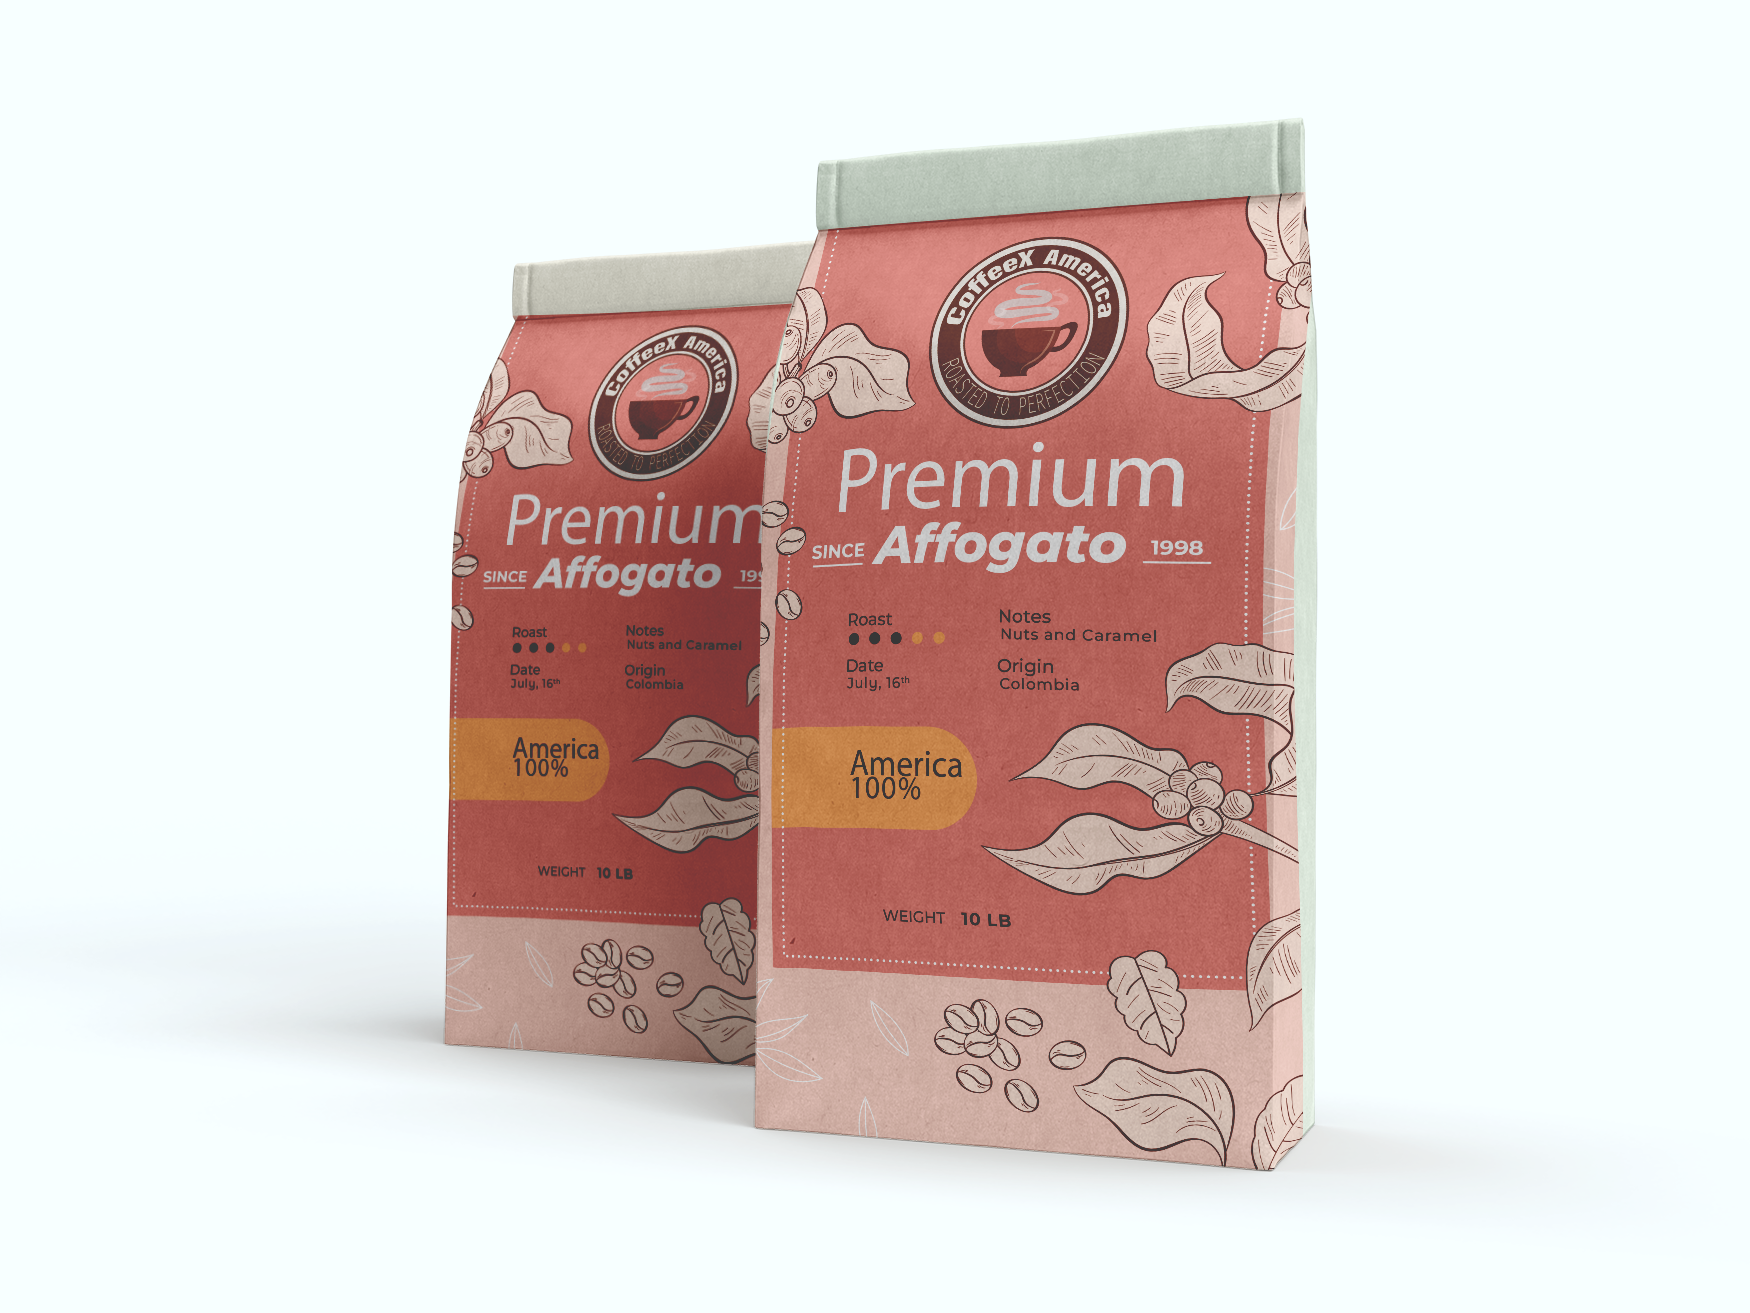 CoffeeX America
ROASTED TO PERFECTION
Premium
SINCE Affogato 199
Roast
Notes
Nuts and Caramel
Date
July, 16th
Origin
Colombia
America
100%
WEIGHT 10 LB
CoffeeX America
ROASTED TO PERFECTION
Premium
SINCE Affogato 1998
Roast
Notes
Nuts and Caramel
Date
July, 16th
Origin
Colombia
America
100%
WEIGHT 10 LB